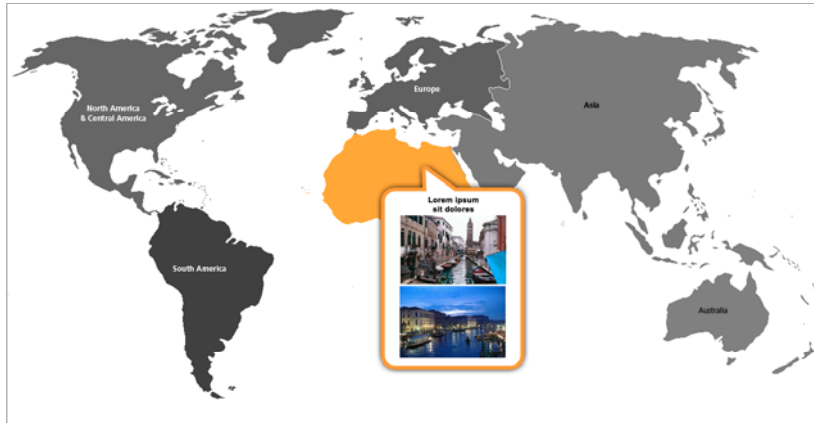 North America
& Central America
Europe
Asia
Lorem ipsum
sit dolores
South America
Australia